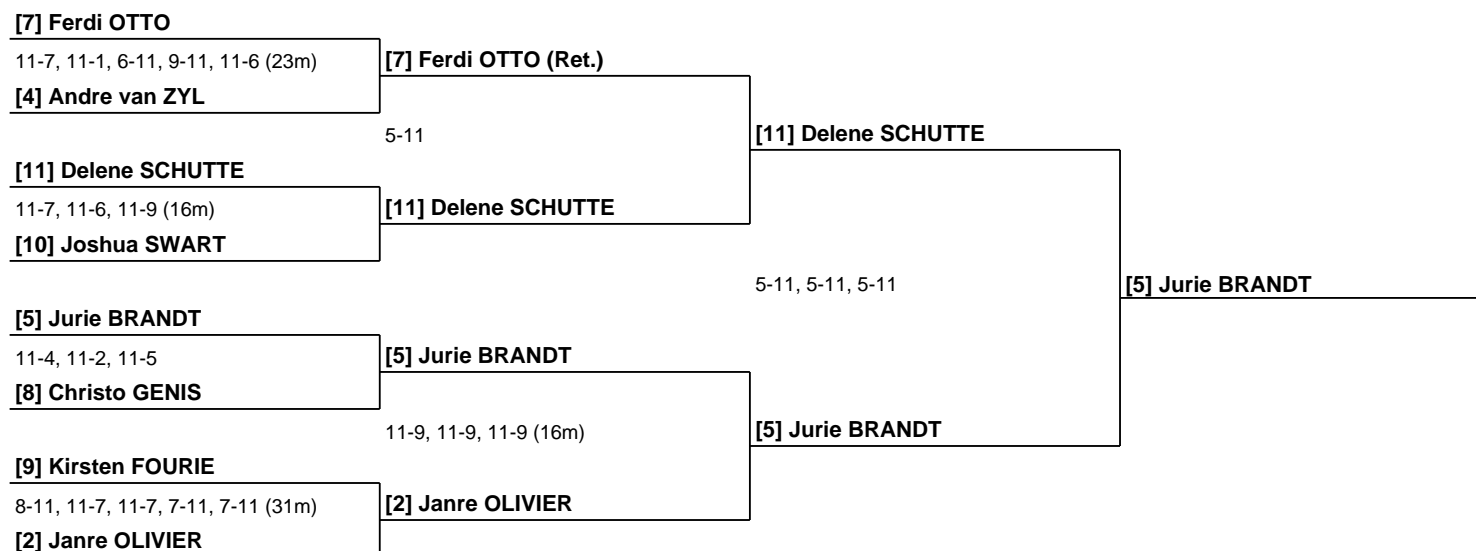 [7] Ferdi OTTO
11-7, 11-1, 6-11, 9-11, 11-6 (23m)
[4] Andre van ZYL
[11] Delene SCHUTTE
11-7, 11-6, 11-9 (16m)
[10] Joshua SWART
[5] Jurie BRANDT
11-4, 11-2, 11-5
[8] Christo GENIS
[9] Kirsten FOURIE
8-11, 11-7, 11-7, 7-11, 7-11 (31m)
[2] Janre OLIVIER
[7] Ferdi OTTO (Ret.)
5-11
[11] Delene SCHUTTE
[5] Jurie BRANDT
11-9, 11-9, 11-9 (16m)
[2] Janre OLIVIER
[11] Delene SCHUTTE
5-11, 5-11, 5-11
[5] Jurie BRANDT
[5] Jurie BRANDT